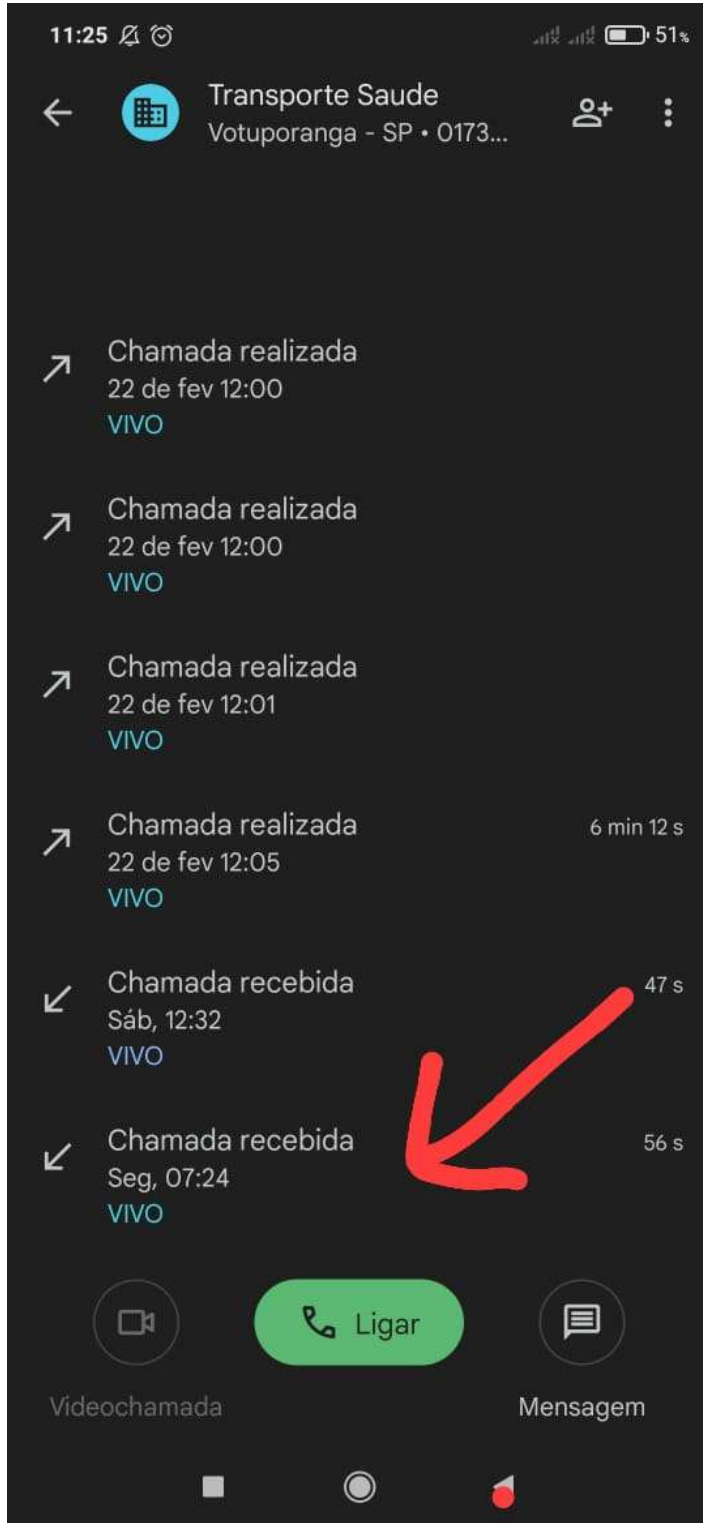 11:25 51%
Transporte Saude
Votuporanga - SP • 0173...
Chamada realizada
22 de fev 12:00
VIVO
Chamada realizada
22 de fev 12:00
VIVO
Chamada realizada
22 de fev 12:01
VIVO
Chamada realizada 6 min 12 s
22 de fev 12:05
VIVO
Chamada recebida 47 s
Sáb, 12:32
VIVO
Chamada recebida 56 s
Seg, 07:24
VIVO
Ligar
Videochamada Mensagem